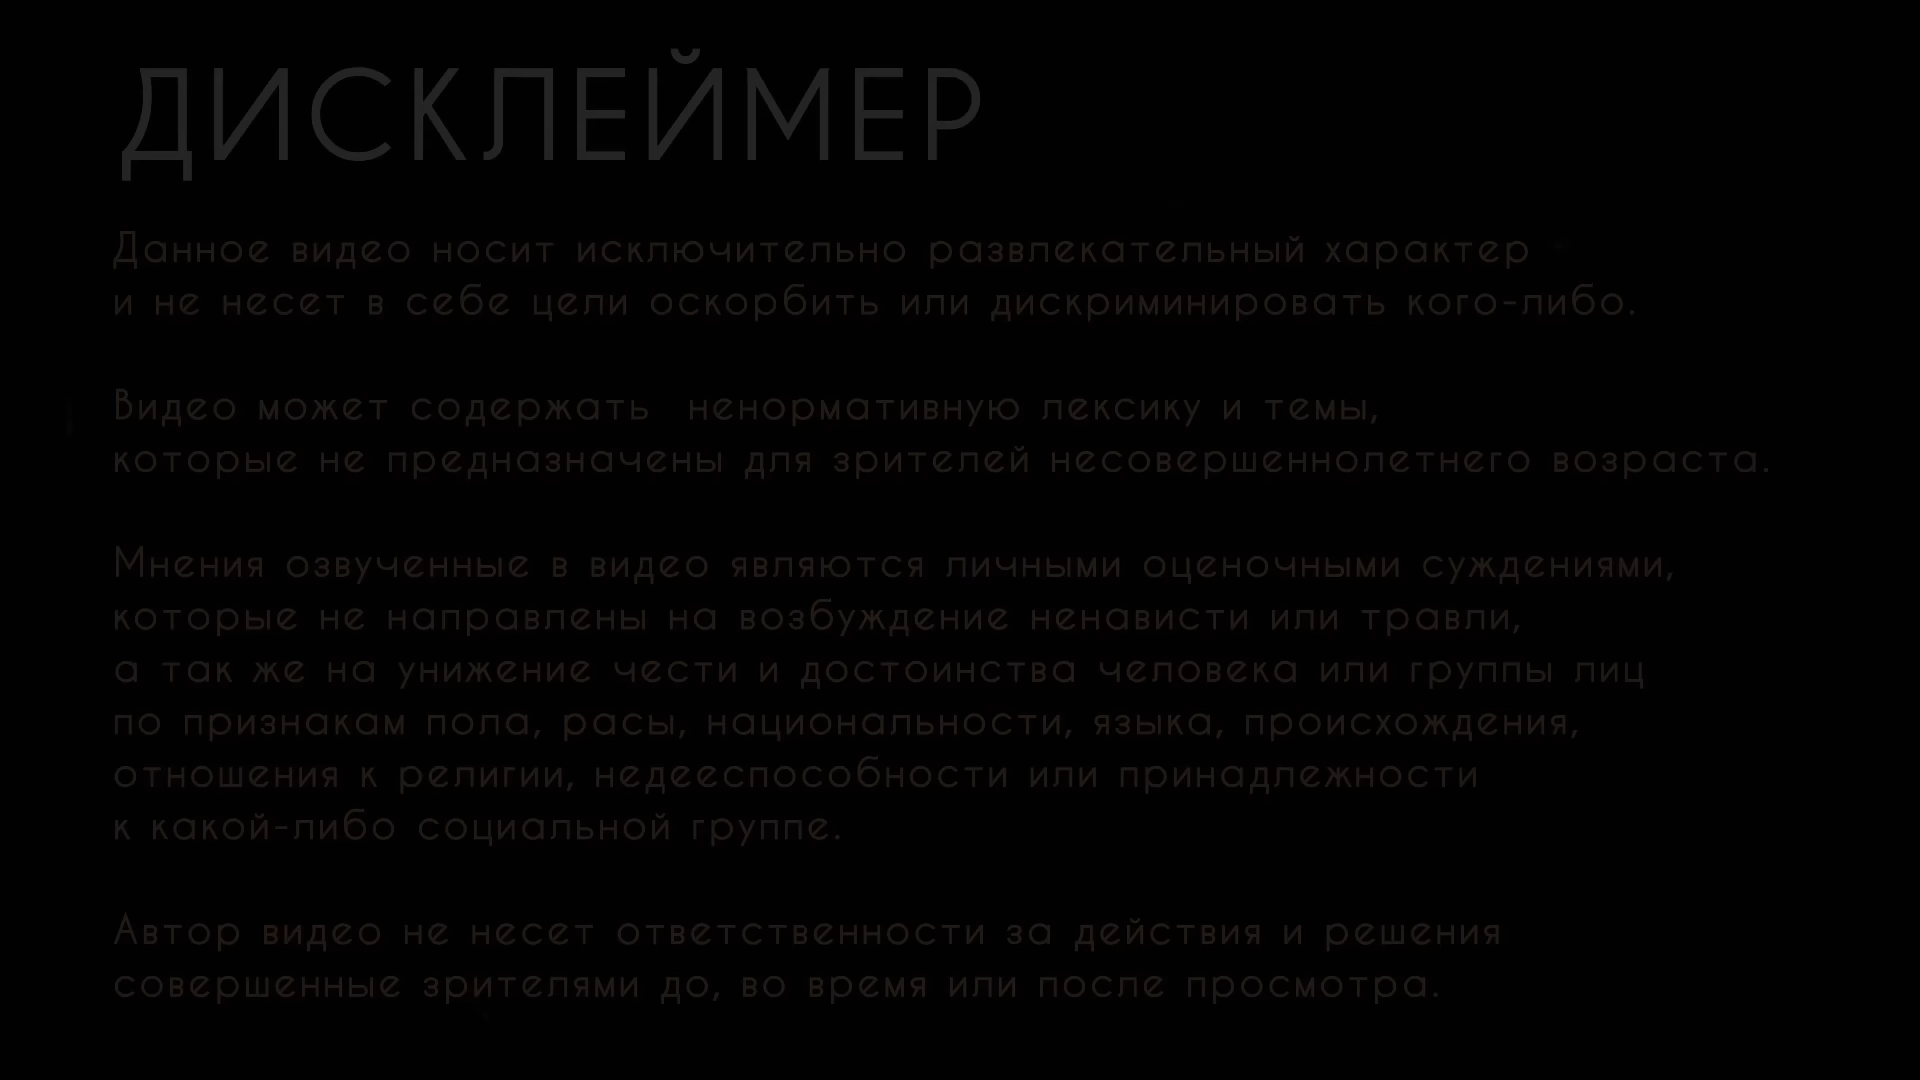 ДИСКЛЕЙМЕР
Данное видео носит исключительно развлекательный характер
и не несет в себе цели оскорбить или дискриминировать кого-либо.
Видео может содержать ненормативную лексику и темы,
которые не предназначены для зрителей несовершеннолетнего возраста.
Мнения озвученные в видео являются личными оценочными суждениями,
которые не направлены на возбуждение ненависти или травли,
а так же на унижение чести и достоинства человека или группы лиц
по признакам пола, расы, национальности, языка, происхождения,
отношения к религии, недееспособности или принадлежности
к какой-либо социальной группе.
Автор видео не несет ответственности за действия и решения
совершенные зрителями до, во время или после просмотра.